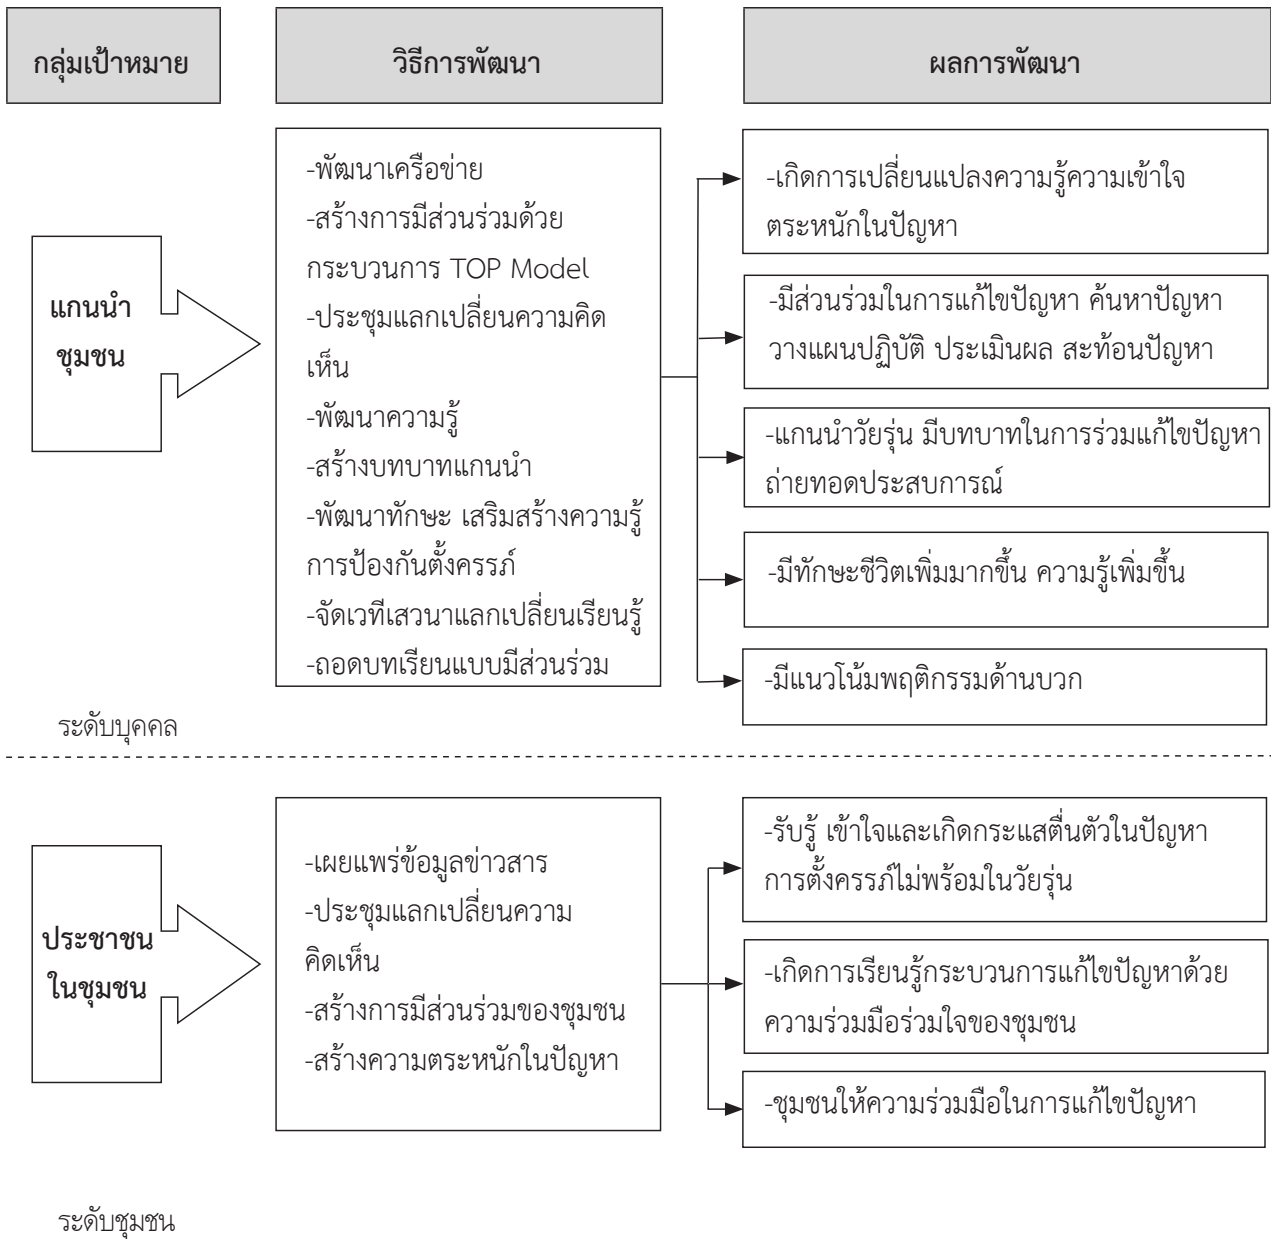 กลุ่มเป้าหมาย
วิธีการพัฒนา
ผลการพัฒนา
แกนนำ
ชุมชน
-พัฒนาเครือข่าย
-สร้างการมีส่วนร่วมด้วย
กระบวนการ TOP Model
-ประชุมแลกเปลี่ยนความคิด
เห็น
-พัฒนาความรู้
-สร้างบทบาทแกนนำ
-พัฒนาทักษะ เสริมสร้างความรู้
การป้องกันตั้งครรภ์
-จัดเวทีเสวนาแลกเปลี่ยนเรียนรู้
-ถอดบทเรียนแบบมีส่วนร่วม
-เกิดการเปลี่ยนแปลงความรู้ความเข้าใจ
ตระหนักในปัญหา
-มีส่วนร่วมในการแก้ไขปัญหา ค้นหาปัญหา
วางแผนปฏิบัติ ประเมินผล สะท้อนปัญหา
-แกนนำวัยรุ่น มีบทบาทในการร่วมแก้ไขปัญหา
ถ่ายทอดประสบการณ์
-มีทักษะชีวิตเพิ่มมากขึ้น ความรู้เพิ่มขึ้น
-มีแนวโน้มพฤติกรรมด้านบวก
ระดับบุคคล
ประชาชน
ในชุมชน
-เผยแพร่ข้อมูลข่าวสาร
-ประชุมแลกเปลี่ยนความ
คิดเห็น
-สร้างการมีส่วนร่วมของชุมชน
-สร้างความตระหนักในปัญหา
-รับรู้ เข้าใจและเกิดกระแสตื่นตัวในปัญหา
การตั้งครรภ์ไม่พร้อมในวัยรุ่น
-เกิดการเรียนรู้กระบวนการแก้ไขปัญหาด้วย
ความร่วมมือร่วมใจของชุมชน
-ชุมชนให้ความร่วมมือในการแก้ไขปัญหา
ระดับชุมชน